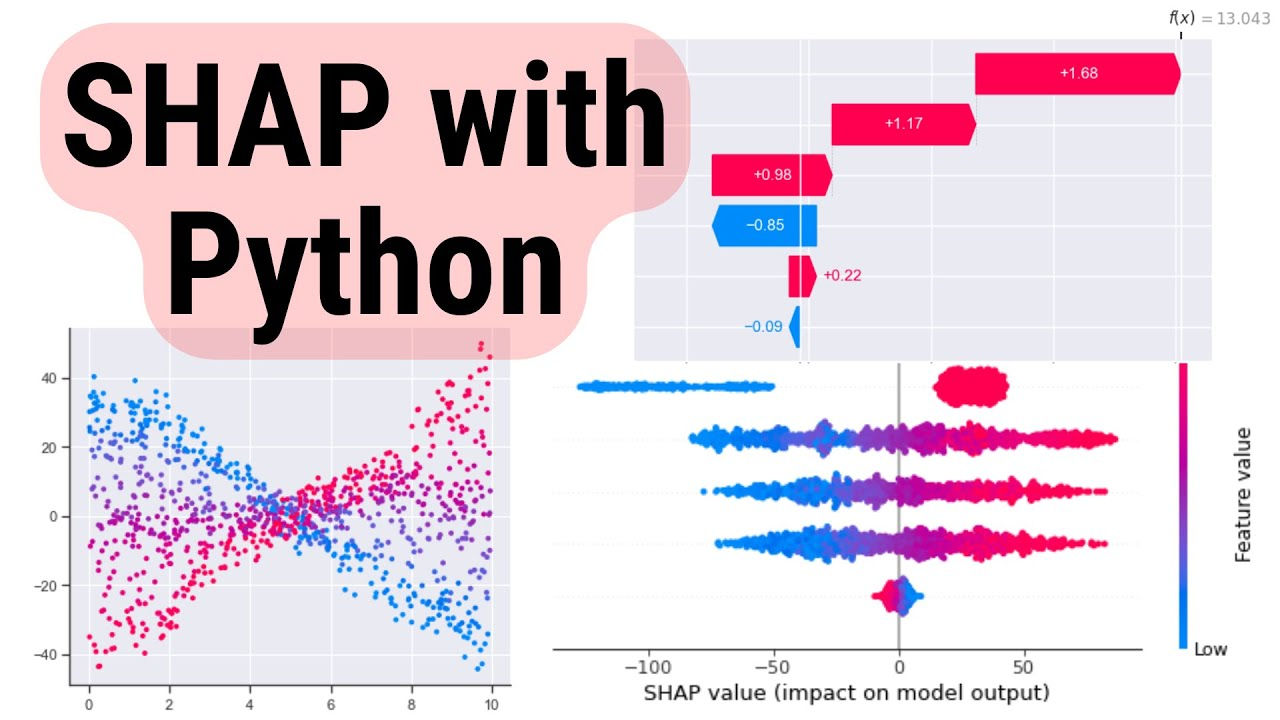 f(x) = 13.043
SHAP with
Python
+1.68
+1.17
+0.98
−0.85
+0.22
−0.09
40
20
0
−20
−40
0 2 4 6 8 10
Feature value
Low
−100 −50 0 50
SHAP value (impact on model output)